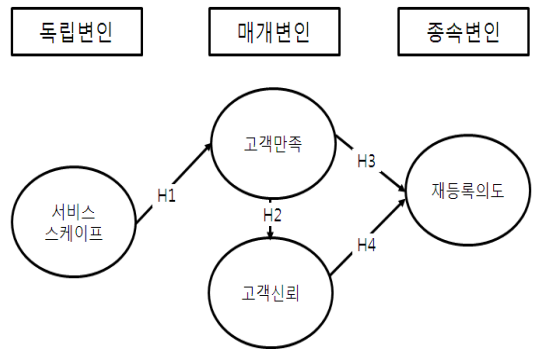 독립변인
매개변인
종속변인
고객만족
H3
H1
서비스
스케이프
재등록의도
H2
H4
고객신뢰